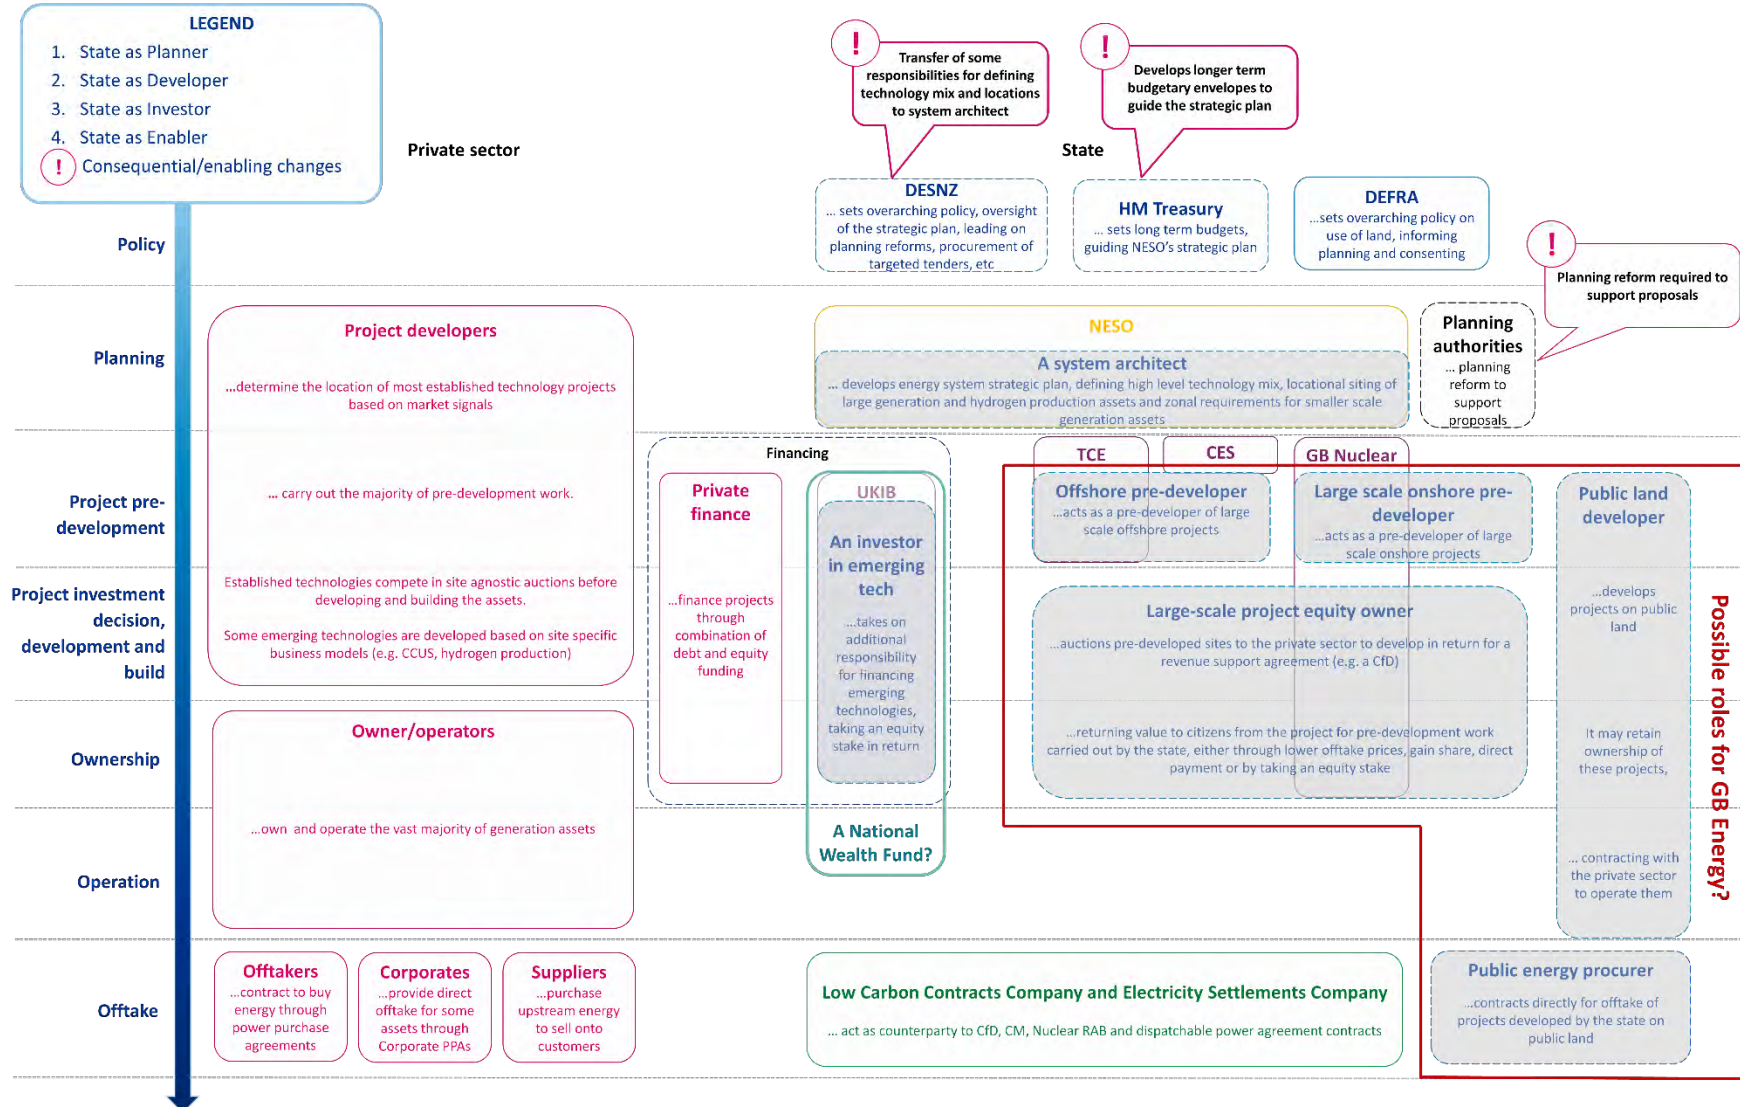 LEGEND
1. State as Planner
2. State as Developer
3. State as Investor
4. State as Enabler
! Consequential/enabling changes
Private sector
State
!
Transfer of some
responsibilities for defining
technology mix and locations
to system architect
!
Develops longer term
budgetary envelopes to
guide the strategic plan
!
Planning reform required to
support proposals
Policy
DESNZ
... sets overarching policy, oversight
of the strategic plan, leading on
planning reforms, procurement of
targeted tenders, etc
HM Treasury
... sets long term budgets,
guiding NESO's strategic plan
DEFRA
...sets overarching policy on
use of land, informing
planning and consenting
Planning
Project developers
...determine the location of most established technology projects
based on market signals
... carry out the majority of pre-development work.
Established technologies compete in site agnostic auctions before
developing and building the assets.
Some emerging technologies are developed based on site specific
business models (e.g. CCUS, hydrogen production)
NESO
A system architect
... develops energy system strategic plan, defining high level technology mix, locational siting of
large generation and hydrogen production assets and zonal requirements for smaller scale
generation assets
Planning
authorities
... planning
reform to
support
proposals
Project pre-
development
Financing
Private
finance
...finance projects
through
combination of
debt and equity
funding
UKIB
An investor
in emerging
tech
...takes on
additional
responsibility
for financing
emerging
technologies,
taking an equity
stake in return
A National
Wealth Fund?
TCE
CES
GB Nuclear
Offshore pre-developer
...acts as a pre-developer of large
scale offshore projects
Large scale onshore pre-
developer
...acts as a pre-developer of large
scale onshore projects
Public land
developer
...develops
projects on public
land
It may retain
ownership of
these projects,
... contracting with
the private sector
to operate them
Project investment
decision,
development and
build
Large-scale project equity owner
...auctions pre-developed sites to the private sector to develop in return for a
revenue support agreement (e.g. a CfD)
...returning value to citizens from the project for pre-development work
carried out by the state, either through lower offtake prices, gain share, direct
payment or by taking an equity stake
Possible roles for GB Energy?
Ownership
Owner/operators
...own and operate the vast majority of generation assets
Operation
Offtake
Offtakers
...contract to buy
energy through
power purchase
agreements
Corporates
...provide direct
offtake for some
assets through
Corporate PPAs
Suppliers
...purchase
upstream energy
to sell onto
customers
Low Carbon Contracts Company and Electricity Settlements Company
... act as counterparty to CfD, CM, Nuclear RAB and dispatchable power agreement contracts
Public energy procurer
...contracts directly for offtake of
projects developed by the state on
public land